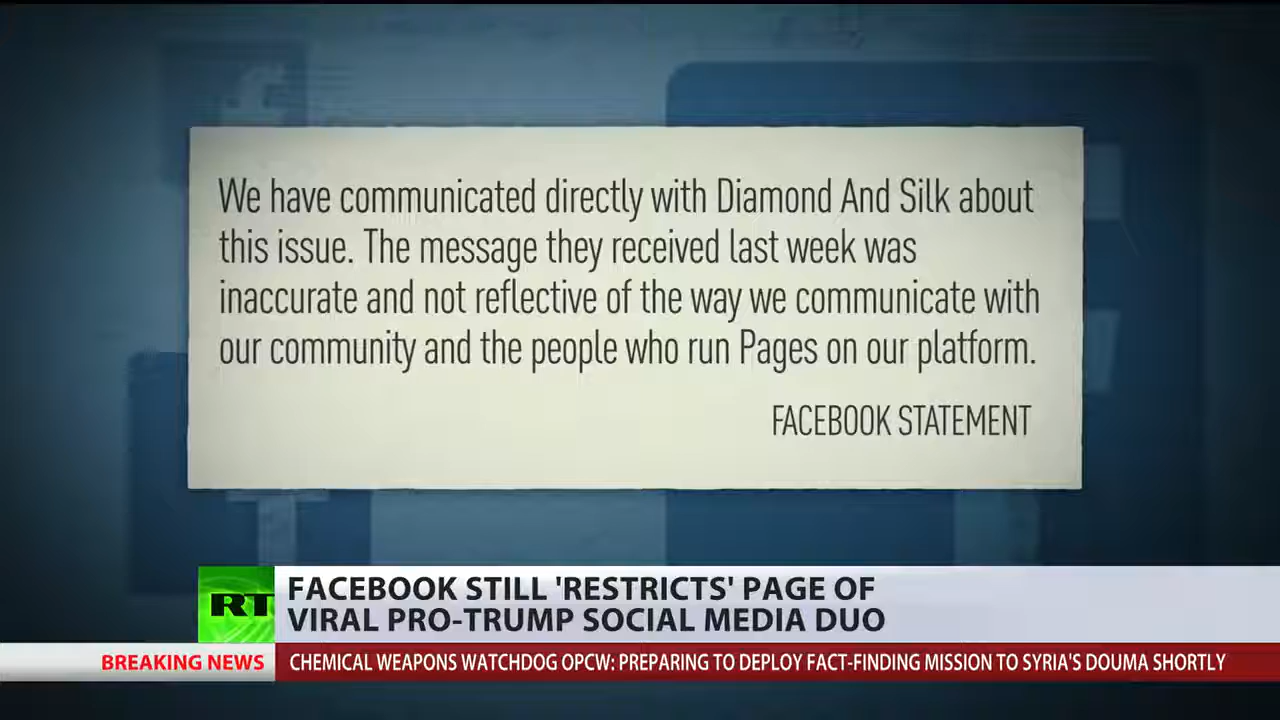 We have communicated directly with Diamond And Silk about
this issue. The message they received last week was
inaccurate and not reflective of the way we communicate with
our community and the people who run Pages on our platform.
FACEBOOK STATEMENT
RT
FACEBOOK STILL 'RESTRICTS' PAGE OF
VIRAL PRO-TRUMP SOCIAL MEDIA DUO
BREAKING NEWS
CHEMICAL WEAPONS WATCHDOG OPCW: PREPARING TO DEPLOY FACT-FINDING MISSION TO SYRIA'S DOUMA SHORTLY